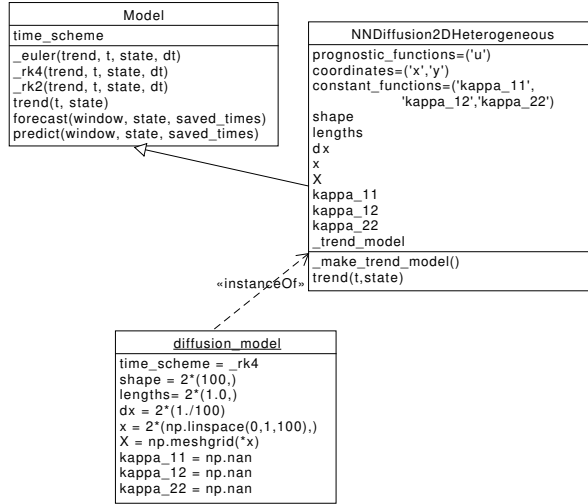 Model
time_scheme
_euler(trend, t, state, dt)
_rk4(trend, t, state, dt)
_rk2(trend, t, state, dt)
trend(t, state)
forecast(window, state, saved_times)
predict(window, state, saved_times)
NNDiffusion2DHeterogeneous
prognostic_functions=('u')
coordinates=('x','y')
constant_functions=('kappa_11',
'kappa_12','kappa_22')
shape
lengths
dx
x
X
kappa_11
kappa_12
kappa_22
_trend_model
_make_trend_model()
trend(t,state)
«instanceOf»
diffusion_model
time_scheme = _rk4
shape = 2*(100,)
lengths= 2*(1.0,)
dx = 2*(1./100)
x = 2*(np.linspace(0,1,100),)
X = np.meshgrid(*x)
kappa_11 = np.nan
kappa_12 = np.nan
kappa_22 = np.nan